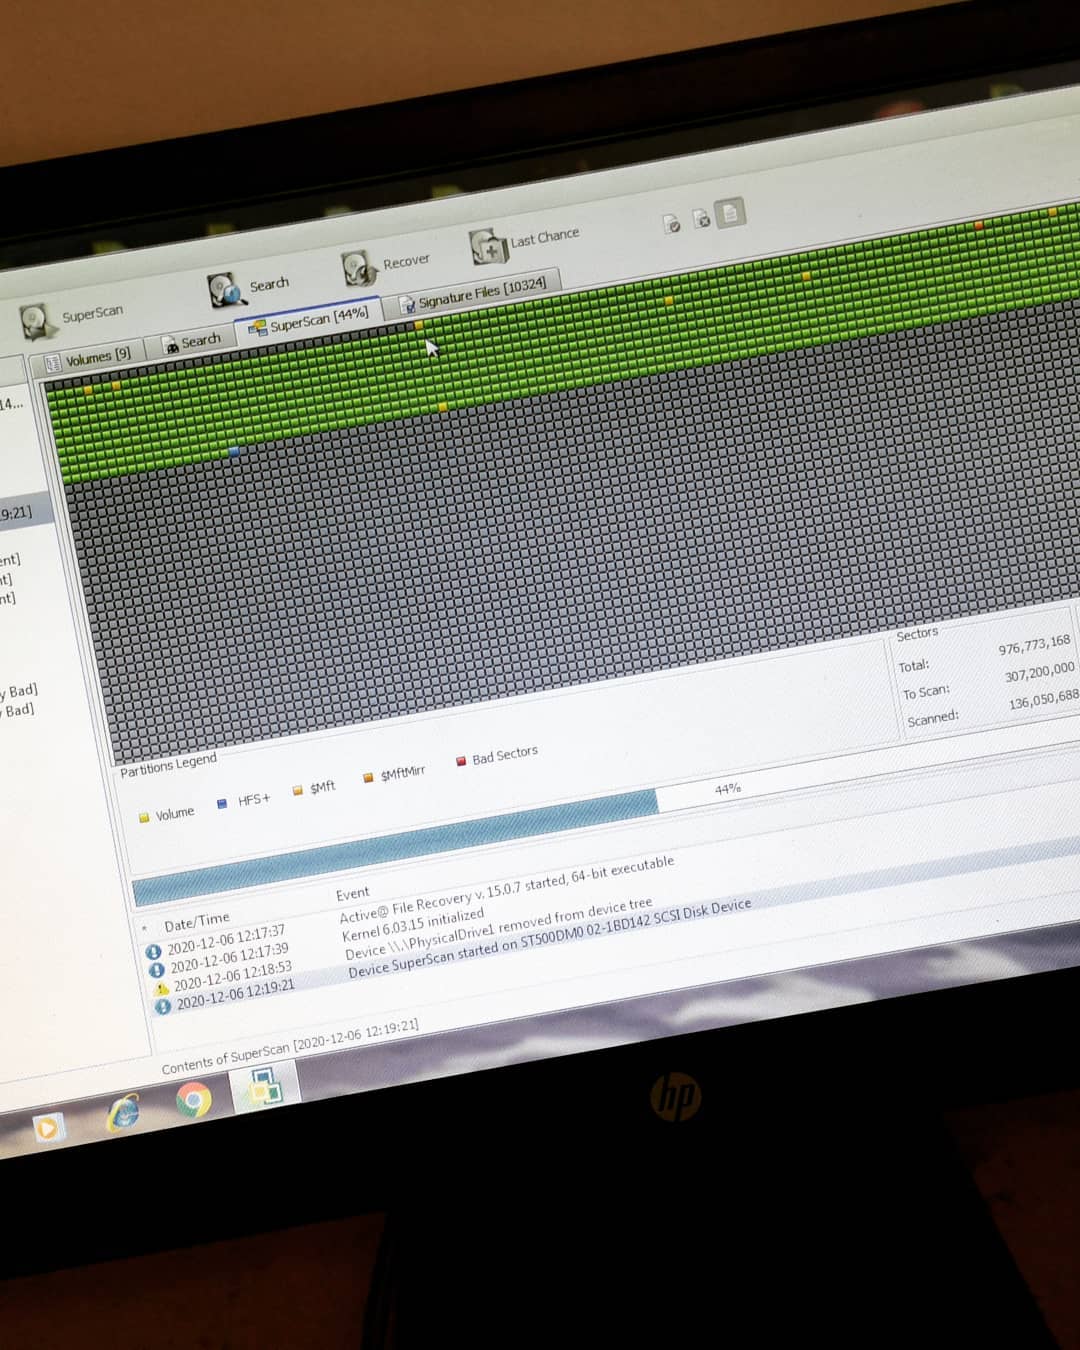 SuperScan
Search
Recover
Last Chance
Volumes [9]
Search
SuperScan [44%]
Signature Files [10324]
14...
9:21]
ent]
nt]
nt]
y Bad]
y Bad]
Partitions Legend
Volume
HFS+
$Mft
$MftMirr
Bad Sectors
Sectors
Total: 976,773,168
To Scan: 307,200,000
Scanned: 136,050,688
44%
Date/Time Event
2020-12-06 12:17:37 Active@ File Recovery v. 15.0.7 started, 64-bit executable
2020-12-06 12:17:39 Kernel 6.03.15 initialized
2020-12-06 12:18:53 Device \\.\PhysicalDrive1 removed from device tree
2020-12-06 12:19:21 Device SuperScan started on ST500DM0 02-1BD142 SCSI Disk Device
Contents of SuperScan [2020-12-06 12:19:21]
hp